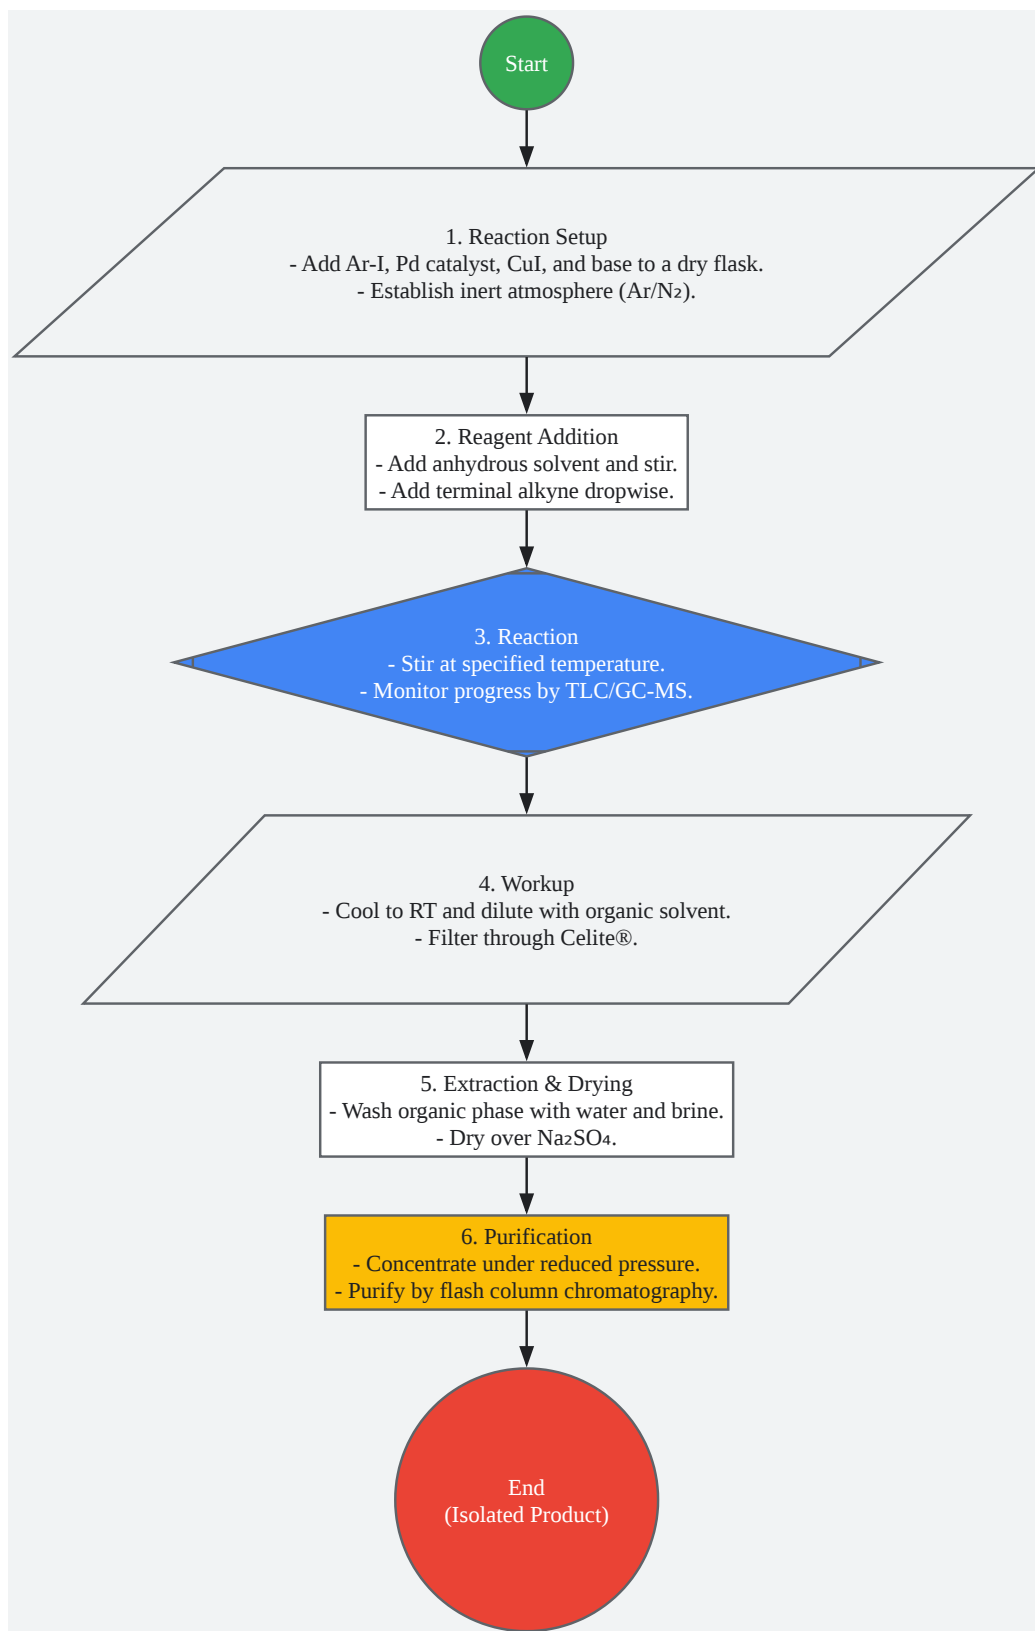 Start
1. Reaction Setup
- Add Ar-I, Pd catalyst, CuI, and base to a dry flask.
- Establish inert atmosphere (Ar/N₂).
2. Reagent Addition
- Add anhydrous solvent and stir.
- Add terminal alkyne dropwise.
3. Reaction
- Stir at specified temperature.
- Monitor progress by TLC/GC-MS.
4. Workup
- Cool to RT and dilute with organic solvent.
- Filter through Celite®.
5. Extraction & Drying
- Wash organic phase with water and brine.
- Dry over Na₂SO₄.
6. Purification
- Concentrate under reduced pressure.
- Purify by flash column chromatography.
End
(Isolated Product)